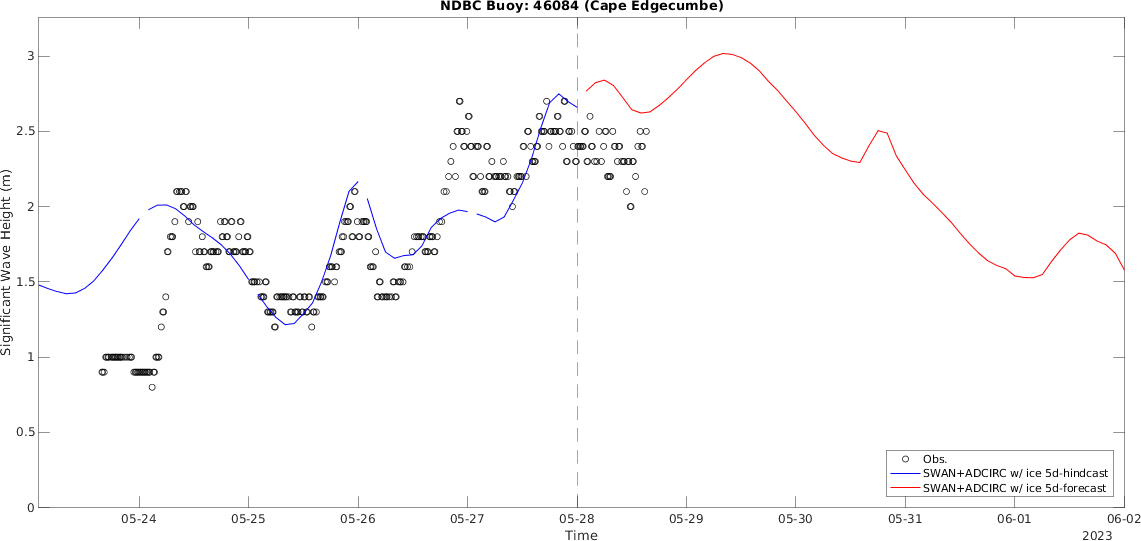 NDBC Buoy: 46084 (Cape Edgecumbe)
Significant Wave Height (m)
3
2.5
2
1.5
1
0.5
0
Obs.
SWAN+ADCIRC w/ ice 5d-hindcast
SWAN+ADCIRC w/ ice 5d-forecast
05-24 05-25 05-26 05-27 05-28 05-29 05-30 05-31 06-01 06-02
Time
2023